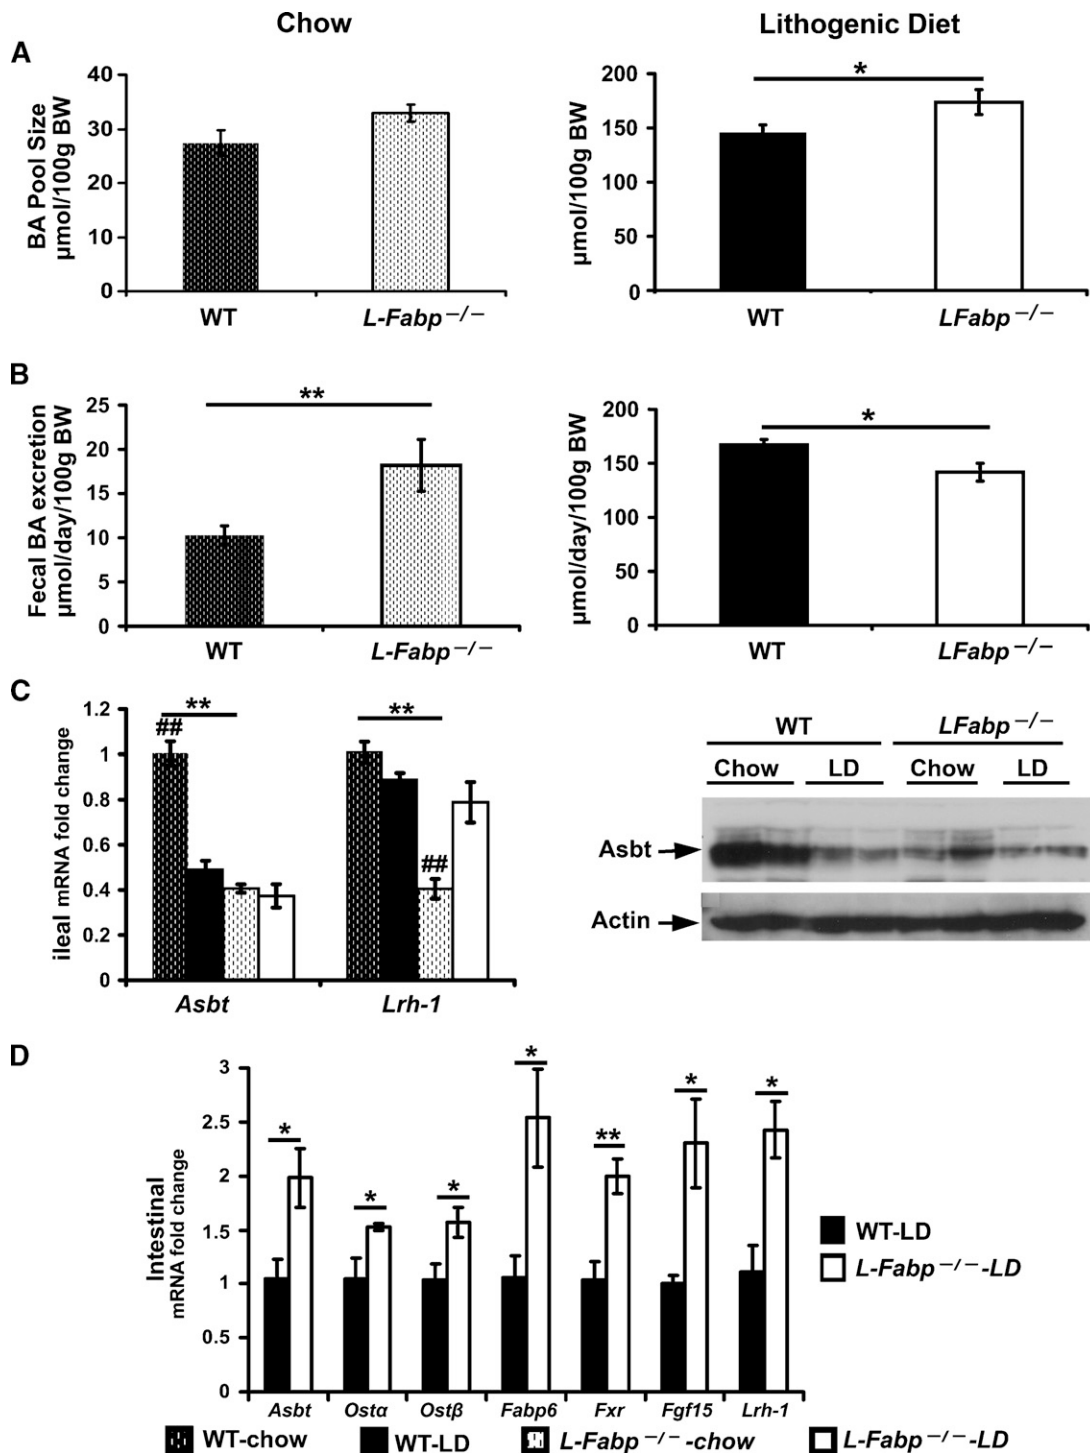 Chow
Lithogenic Diet
A
BA Pool Size
μmol/100g BW
40
30
20
10
0
WT
L-Fabp−/−
μmol/100g BW
200
150
100
50
0
*
WT
LFabp−/−
B
Fecal BA excretion
μmol/day/100g BW
25
20
15
10
5
0
**
WT
L-Fabp−/−
μmol/day/100g BW
200
150
100
50
0
*
WT
LFabp−/−
C
ileal mRNA fold change
1.2
1
0.8
0.6
0.4
0.2
0
## **
**
##
Asbt
Lrh-1
WT
LFabp−/−
Chow LD Chow LD
Asbt
Actin
D
Intestinal
mRNA fold change
3
2.5
2
1.5
1
0.5
0
* * * * ** * *
Asbt Ostα Ostβ Fabp6 Fxr Fgf15 Lrh-1
WT-LD
L-Fabp−/−-LD
WT-chow WT-LD L-Fabp−/−-chow L-Fabp−/−-LD